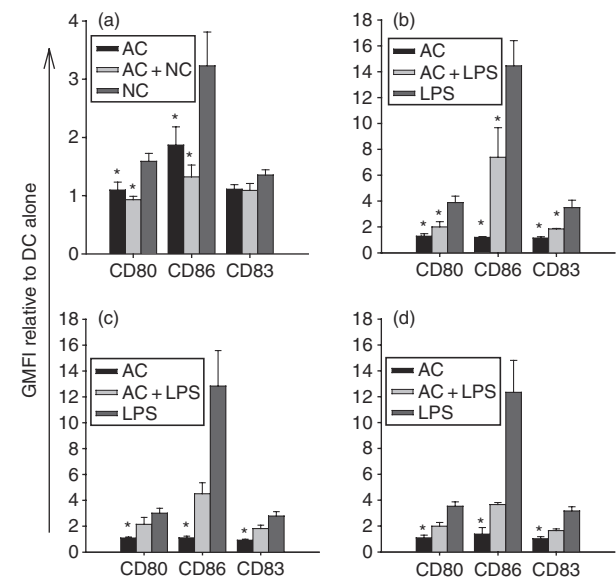 GMFI relative to DC alone
(a)
4
3
2
1
0
AC
AC + NC
NC
* * * *
CD80 CD86 CD83
(b)
18
16
14
12
10
8
6
4
2
0
AC
AC + LPS
LPS
* * * * * *
CD80 CD86 CD83
(c)
18
16
14
12
10
8
6
4
2
0
AC
AC + LPS
LPS
* * *
CD80 CD86 CD83
(d)
18
16
14
12
10
8
6
4
2
0
AC
AC + LPS
LPS
* * *
CD80 CD86 CD83